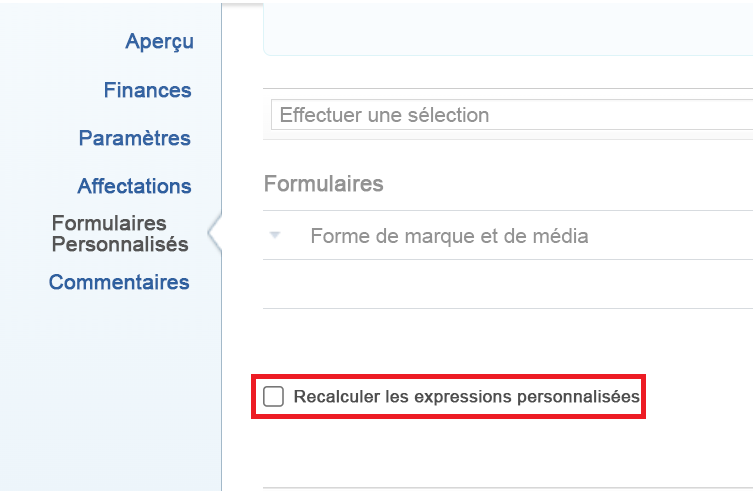 Aperçu
Finances
Paramètres
Affectations
Formulaires
Personnalisés
Commentaires
Effectuer une sélection
Formulaires
Forme de marque et de média
Recalculer les expressions personnalisées